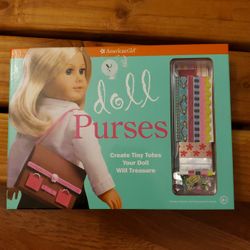 American Girl
doll
Purses
Create Tiny Totes
Your Doll
Will Treasure